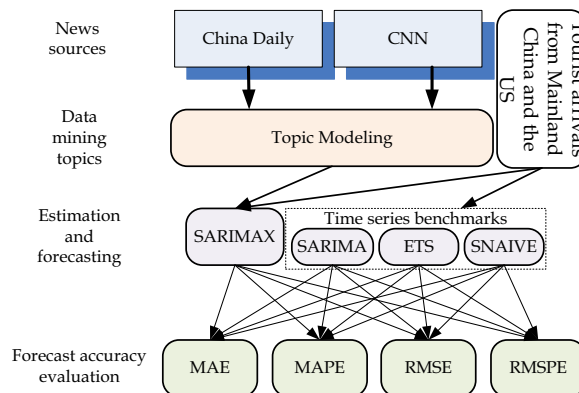 News
sources
China Daily
CNN
Tourist arrivals
from Mainland
China and the
US
Data
mining
topics
Topic Modeling
Estimation
and
forecasting
SARIMAX
Time series benchmarks
SARIMA
ETS
SNAIVE
Forecast accuracy
evaluation
MAE
MAPE
RMSE
RMSPE